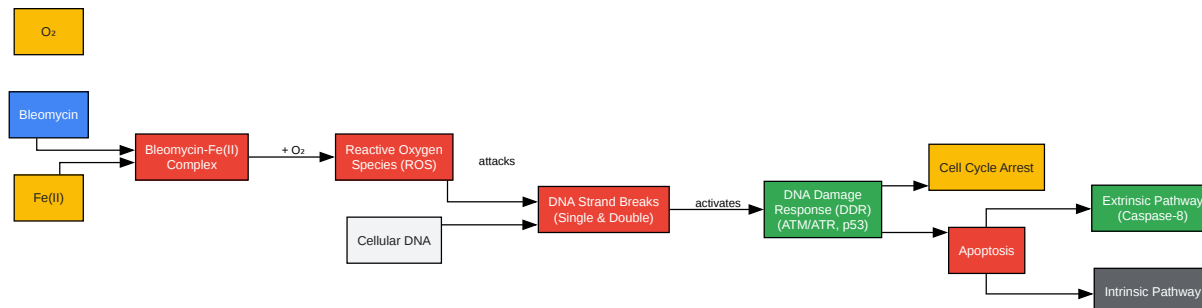 O₂
Bleomycin
Fe(II)
Bleomycin-Fe(II)
Complex
+ O₂
Reactive Oxygen
Species (ROS)
attacks
Cellular DNA
DNA Strand Breaks
(Single & Double)
activates
DNA Damage
Response (DDR)
(ATM/ATR, p53)
Cell Cycle Arrest
Apoptosis
Extrinsic Pathway
(Caspase-8)
Intrinsic Pathway